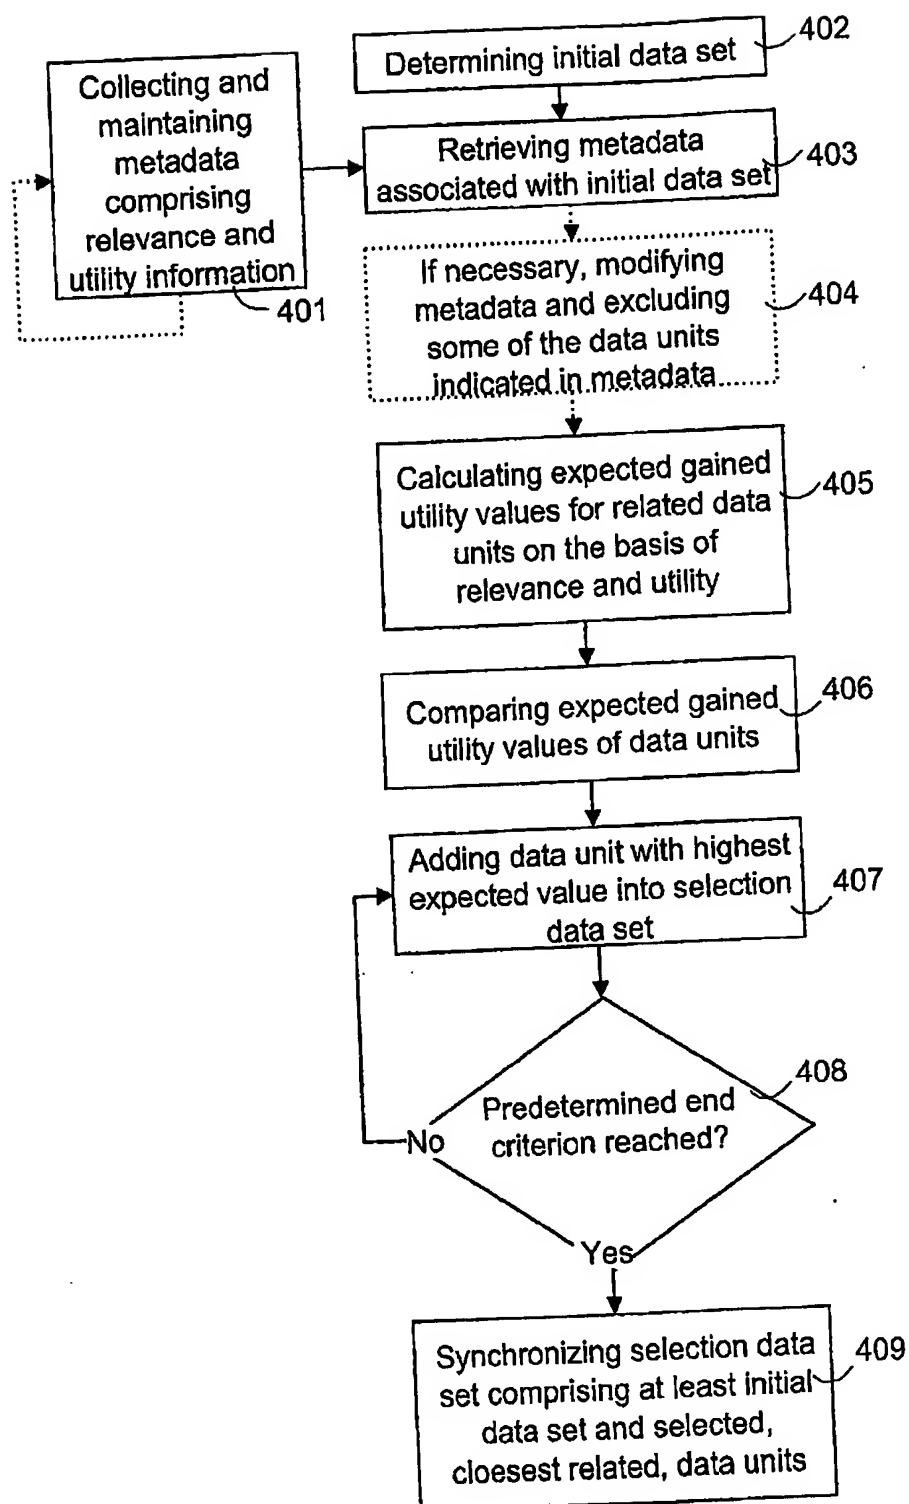 402
Determining initial data set
Collecting and
maintaining
metadata
comprising
relevance and
utility information
401
Retrieving metadata
associated with initial data set
403
If necessary, modifying
metadata and excluding
some of the data units
indicated in metadata
404
Calculating expected gained
utility values for related data
units on the basis of
relevance and utility
405
Comparing expected gained
utility values of data units
406
Adding data unit with highest
expected value into selection
data set
407
408
Predetermined end
criterion reached?
No
Yes
Synchronizing selection data
set comprising at least initial
data set and selected,
cloesest related, data units
409